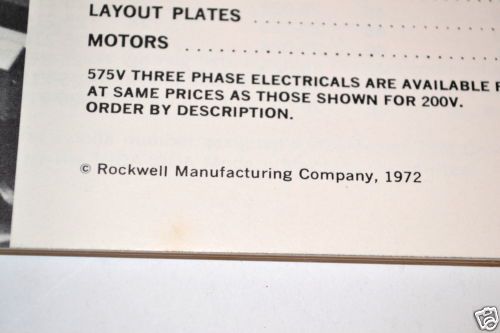 LAYOUT PLATES ....................
MOTORS ....................
575V THREE PHASE ELECTRICALS ARE AVAILABLE
AT SAME PRICES AS THOSE SHOWN FOR 200V.
ORDER BY DESCRIPTION.
© Rockwell Manufacturing Company, 1972